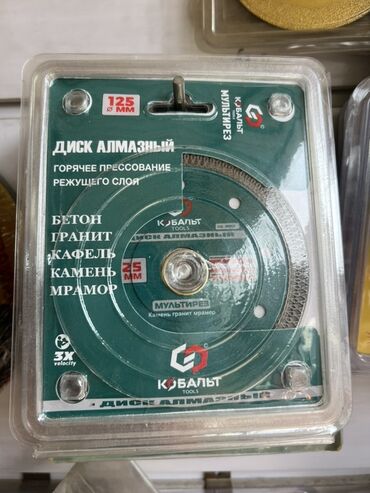 125 Ø ММ
КОБАЛЬТ
TOOLS
МУЛЬТИРЕЗ
ДИСК АЛМАЗНЫЙ
ГОРЯЧЕЕ ПРЕССОВАНИЕ
РЕЖУЩЕГО СЛОЯ
БЕТОН
ГРАНИТ
КАФЕЛЬ
КАМЕНЬ
МРАМОР
3X
velocity
КОБАЛЬТ
TOOLS
ДИСК АЛМАЗНЫЙ
25
ММ
МУЛЬТИРЕЗ
Камень гранит мрамор
КОБАЛЬТ
TOOLS
ДИСК АЛМАЗНЫЙ